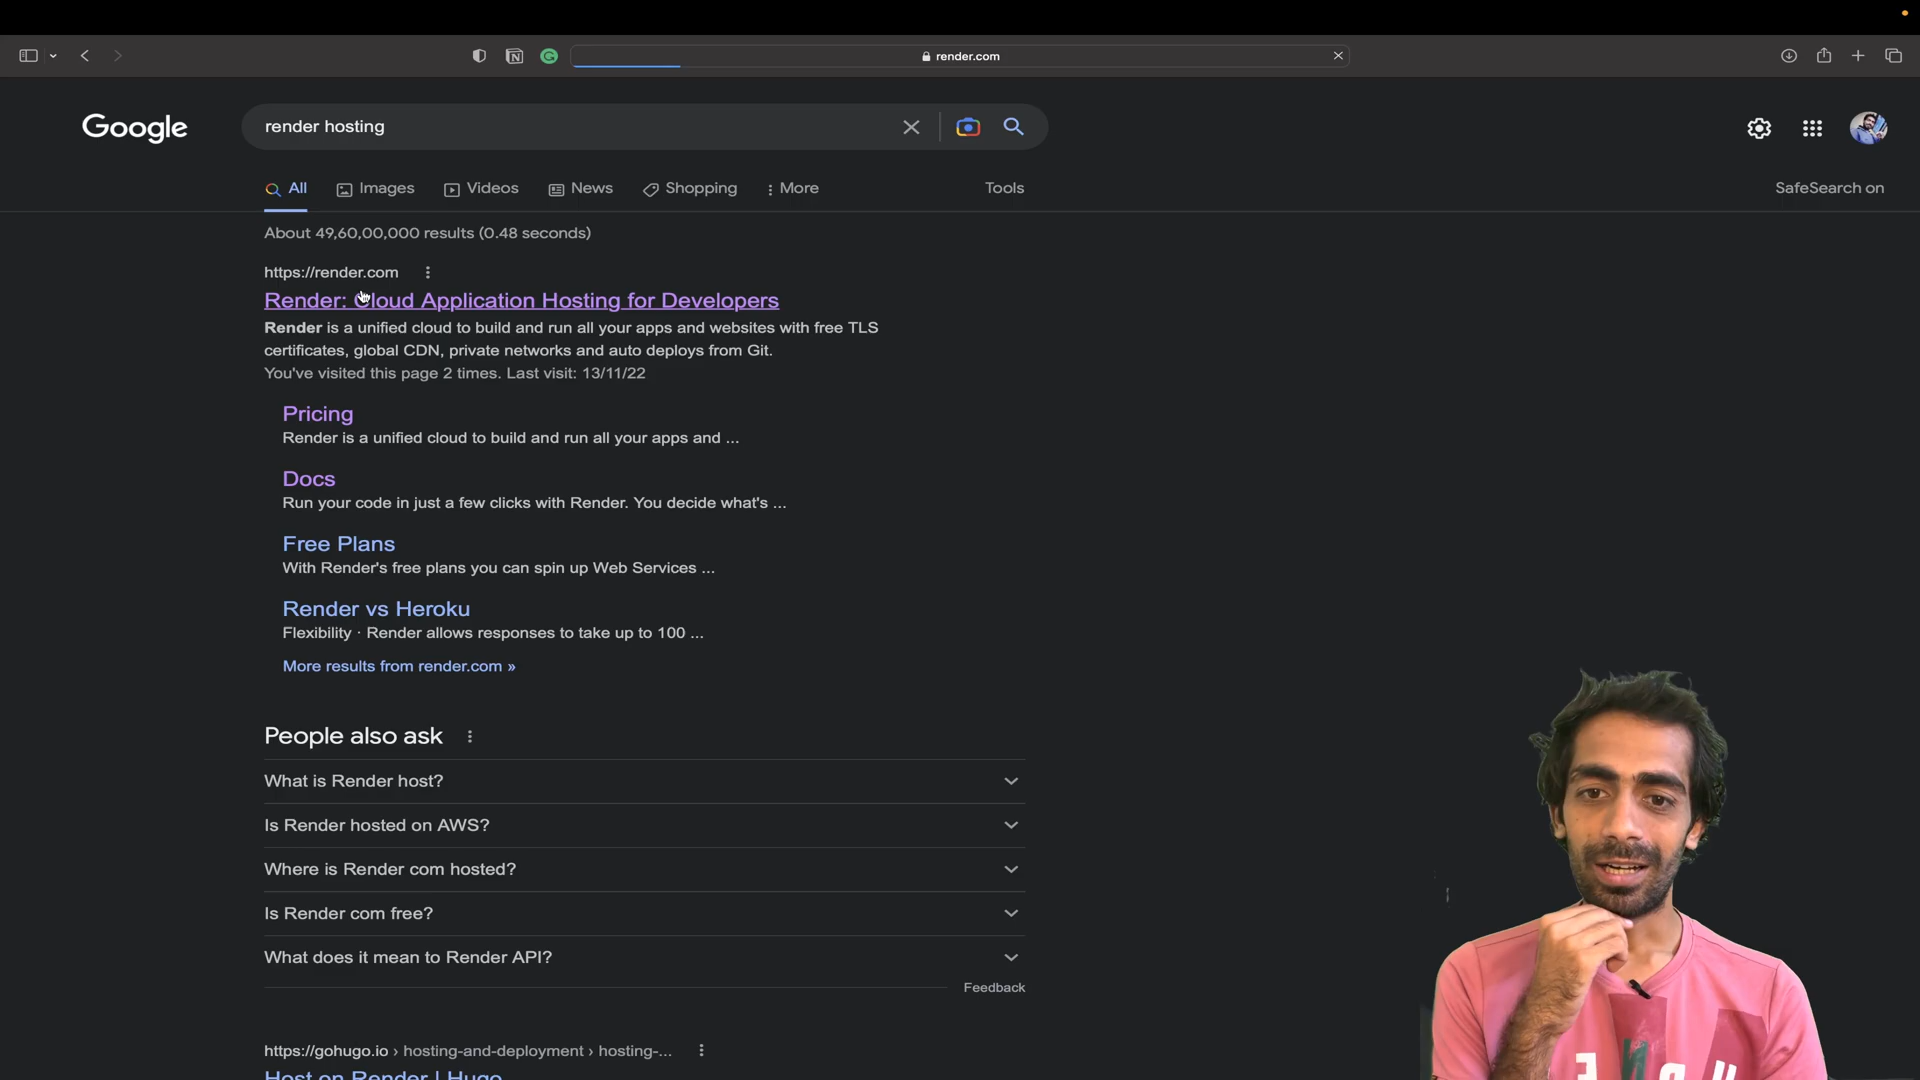 render.com
Google
render hosting
All
Images
Videos
News
Shopping
More
Tools
SafeSearch on
About 49,60,00,000 results (0.48 seconds)
https://render.com
Render: Cloud Application Hosting for Developers
Render is a unified cloud to build and run all your apps and websites with free TLS
certificates, global CDN, private networks and auto deploys from Git.
You've visited this page 2 times. Last visit: 13/11/22
Pricing
Render is a unified cloud to build and run all your apps and ...
Docs
Run your code in just a few clicks with Render. You decide what's ...
Free Plans
With Render's free plans you can spin up Web Services ...
Render vs Heroku
Flexibility · Render allows responses to take up to 100 ...
More results from render.com »
People also ask
What is Render host?
Is Render hosted on AWS?
Where is Render com hosted?
Is Render com free?
What does it mean to Render API?
Feedback
https://gohugo.io › hosting-and-deployment › hosting-...
Host on Render | Hugo